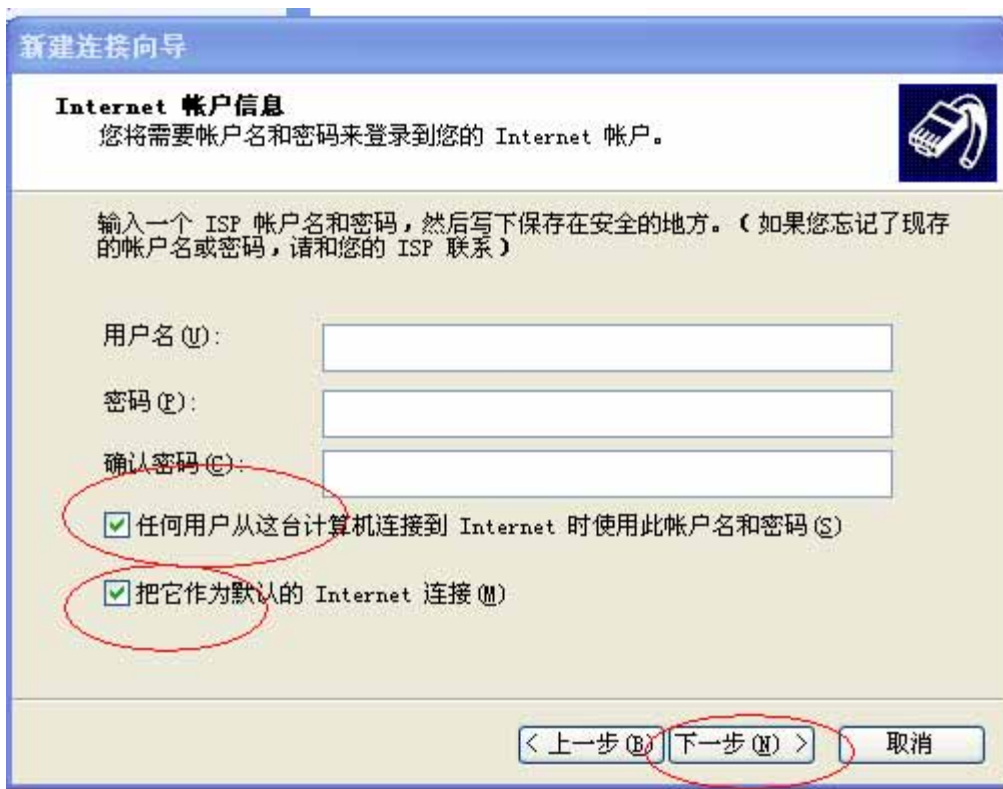 新建连接向导
Internet 帐户信息
您将需要帐户名和密码来登录到您的 Internet 帐户。
输入一个 ISP 帐户名和密码，然后写下保存在安全的地方。（如果您忘记了现存
的帐户名或密码，请和您的 ISP 联系）
用户名(U):
密码(P):
确认密码(C):
任何用户从这台计算机连接到 Internet 时使用此帐户名和密码(S)
把它作为默认的 Internet 连接(M)
< 上一步(B) 下一步(N) > 取消